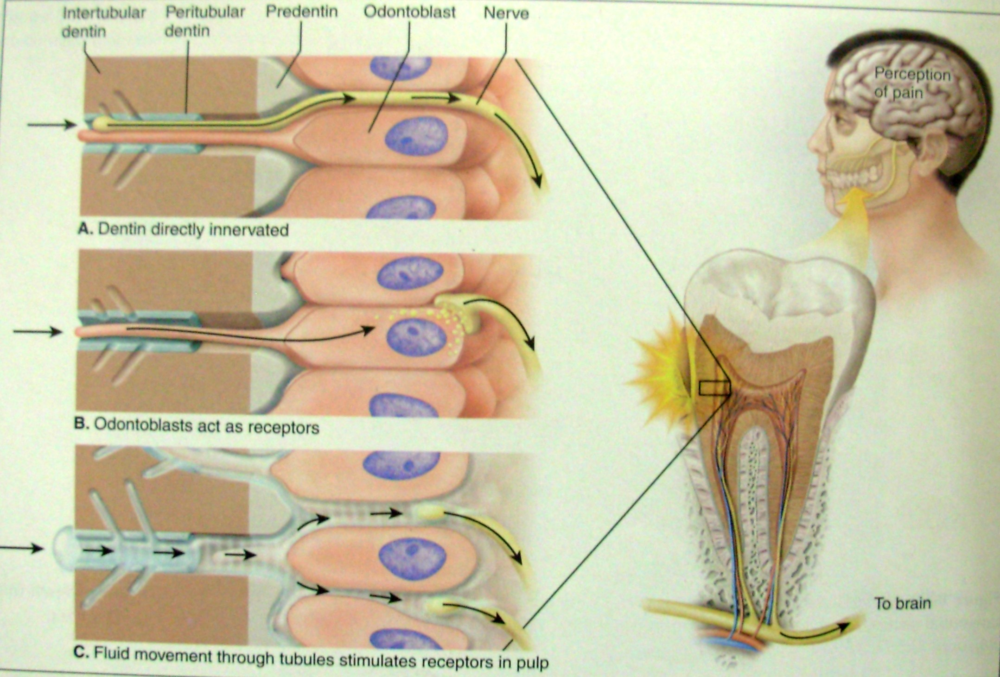 Intertubular
dentin
Peritubular
dentin
Predentin
Odontoblast
Nerve
Perception
of pain
A. Dentin directly innervated
B. Odontoblasts act as receptors
To brain
C. Fluid movement through tubules stimulates receptors in pulp